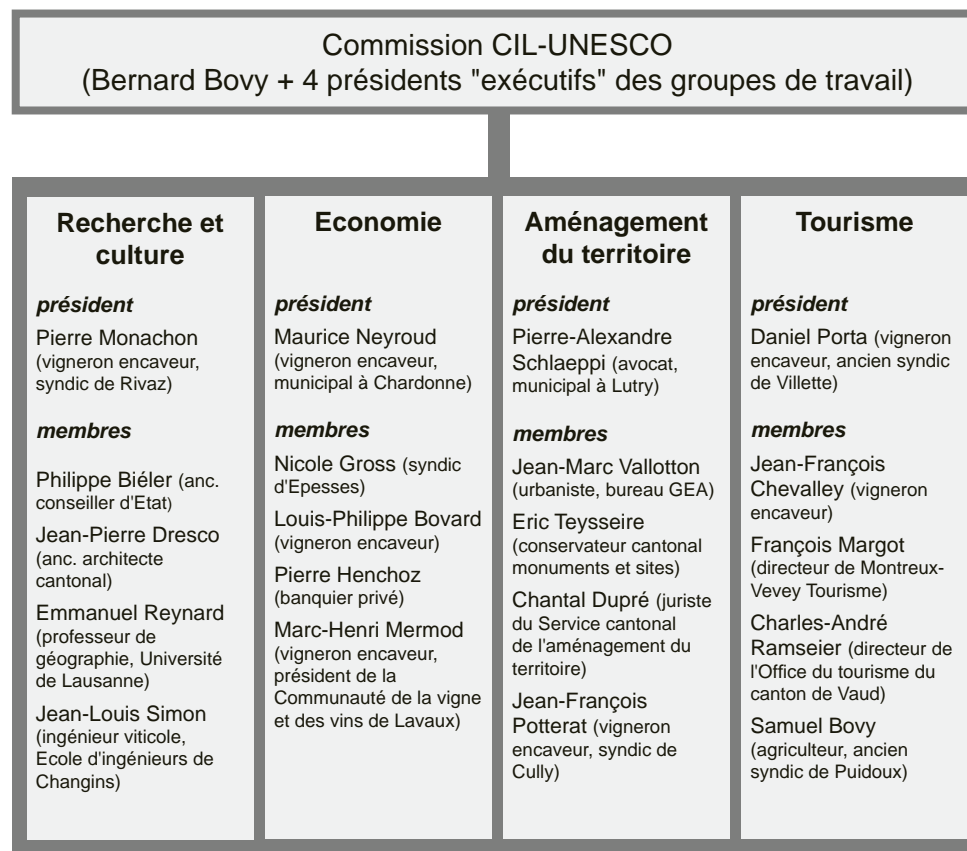 Commission CIL-UNESCO
(Bernard Bovy + 4 présidents "exécutifs" des groupes de travail)
Recherche et
culture
président
Pierre Monachon
(vigneron encaveur,
syndic de Rivaz)
membres
Philippe Biéler (anc.
conseiller d'Etat)
Jean-Pierre Dresco
(anc. architecte
cantonal)
Emmanuel Reynard
(professeur de
géographie, Université
de Lausanne)
Jean-Louis Simon
(ingénieur viticole,
Ecole d'ingénieurs de
Changins)
Economie
président
Maurice Neyroud
(vigneron encaveur,
municipal à Chardonne)
membres
Nicole Gross (syndic
d'Epesses)
Louis-Philippe Bovard
(vigneron encaveur)
Pierre Henchoz
(banquier privé)
Marc-Henri Mermod
(vigneron encaveur,
président de la
Communauté de la vigne
et des vins de Lavaux)
Aménagement
du territoire
président
Pierre-Alexandre
Schlaeppi (avocat,
municipal à Lutry)
membres
Jean-Marc Vallotton
(urbaniste, bureau GEA)
Eric Teysseire
(conservateur cantonal
monuments et sites)
Chantal Dupré (juriste
du Service cantonal
de l'aménagement du
territoire)
Jean-François
Potterat (vigneron
encaveur, syndic de
Cully)
Tourisme
président
Daniel Porta (vigneron
encaveur, ancien syndic
de Villette)
membres
Jean-François
Chevalley (vigneron
encaveur)
François Margot
(directeur de Montreux-
Vevey Tourisme)
Charles-André
Ramseier (directeur de
l'Office du tourisme du
canton de Vaud)
Samuel Bovy
(agriculteur, ancien
syndic de Puidoux)